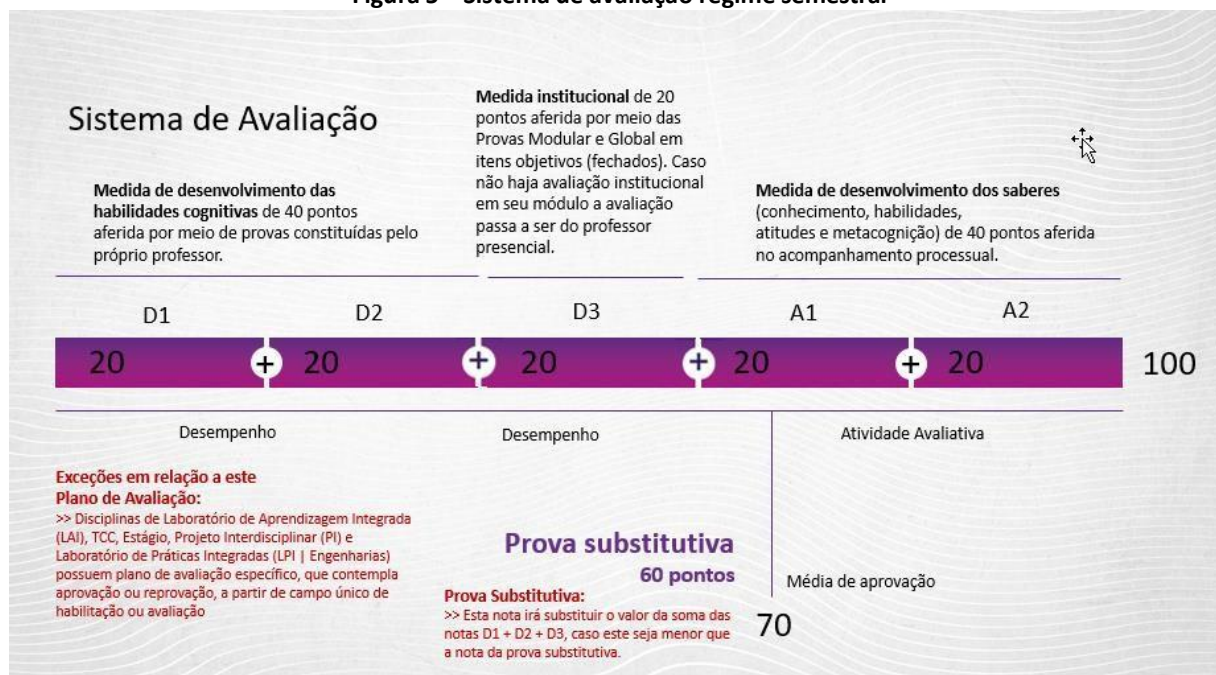 Sistema de Avaliação
Medida de desenvolvimento das
habilidades cognitivas de 40 pontos
aferida por meio de provas constituídas pelo
próprio professor.
Medida institucional de 20
pontos aferida por meio das
Provas Modular e Global em
itens objetivos (fechados). Caso
não haja avaliação institucional
em seu módulo a avaliação
passa a ser do professor
presencial.
Medida de desenvolvimento dos saberes
(conhecimento, habilidades,
atitudes e metacognição) de 40 pontos aferida
no acompanhamento processual.
D1 D2 D3 A1 A2
20 + 20 + 20 + 20 + 20 100
Desempenho Desempenho Atividade Avaliativa
Exceções em relação a este
Plano de Avaliação:
>> Disciplinas de Laboratório de Aprendizagem Integrada
(LAI), TCC, Estágio, Projeto Interdisciplinar (PI) e
Laboratório de Práticas Integradas (LPI | Engenharias)
possuem plano de avaliação específico, que contempla
aprovação ou reprovação, a partir de campo único de
habilitação ou avaliação
Prova substitutiva
60 pontos
Prova Substitutiva:
>> Esta nota irá substituir o valor da soma das
notas D1 + D2 + D3, caso este seja menor que
a nota da prova substitutiva.
Média de aprovação
70